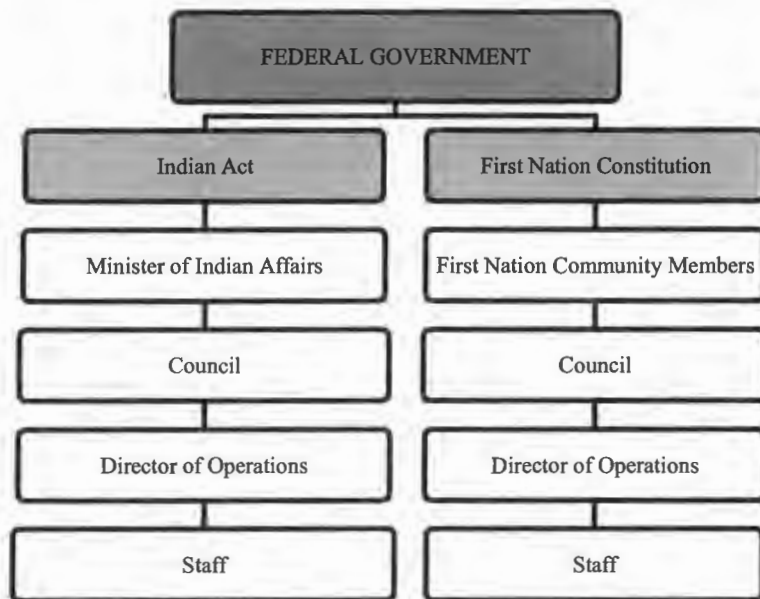 FEDERAL GOVERNMENT
Indian Act
First Nation Constitution
Minister of Indian Affairs
First Nation Community Members
Council
Council
Director of Operations
Director of Operations
Staff
Staff